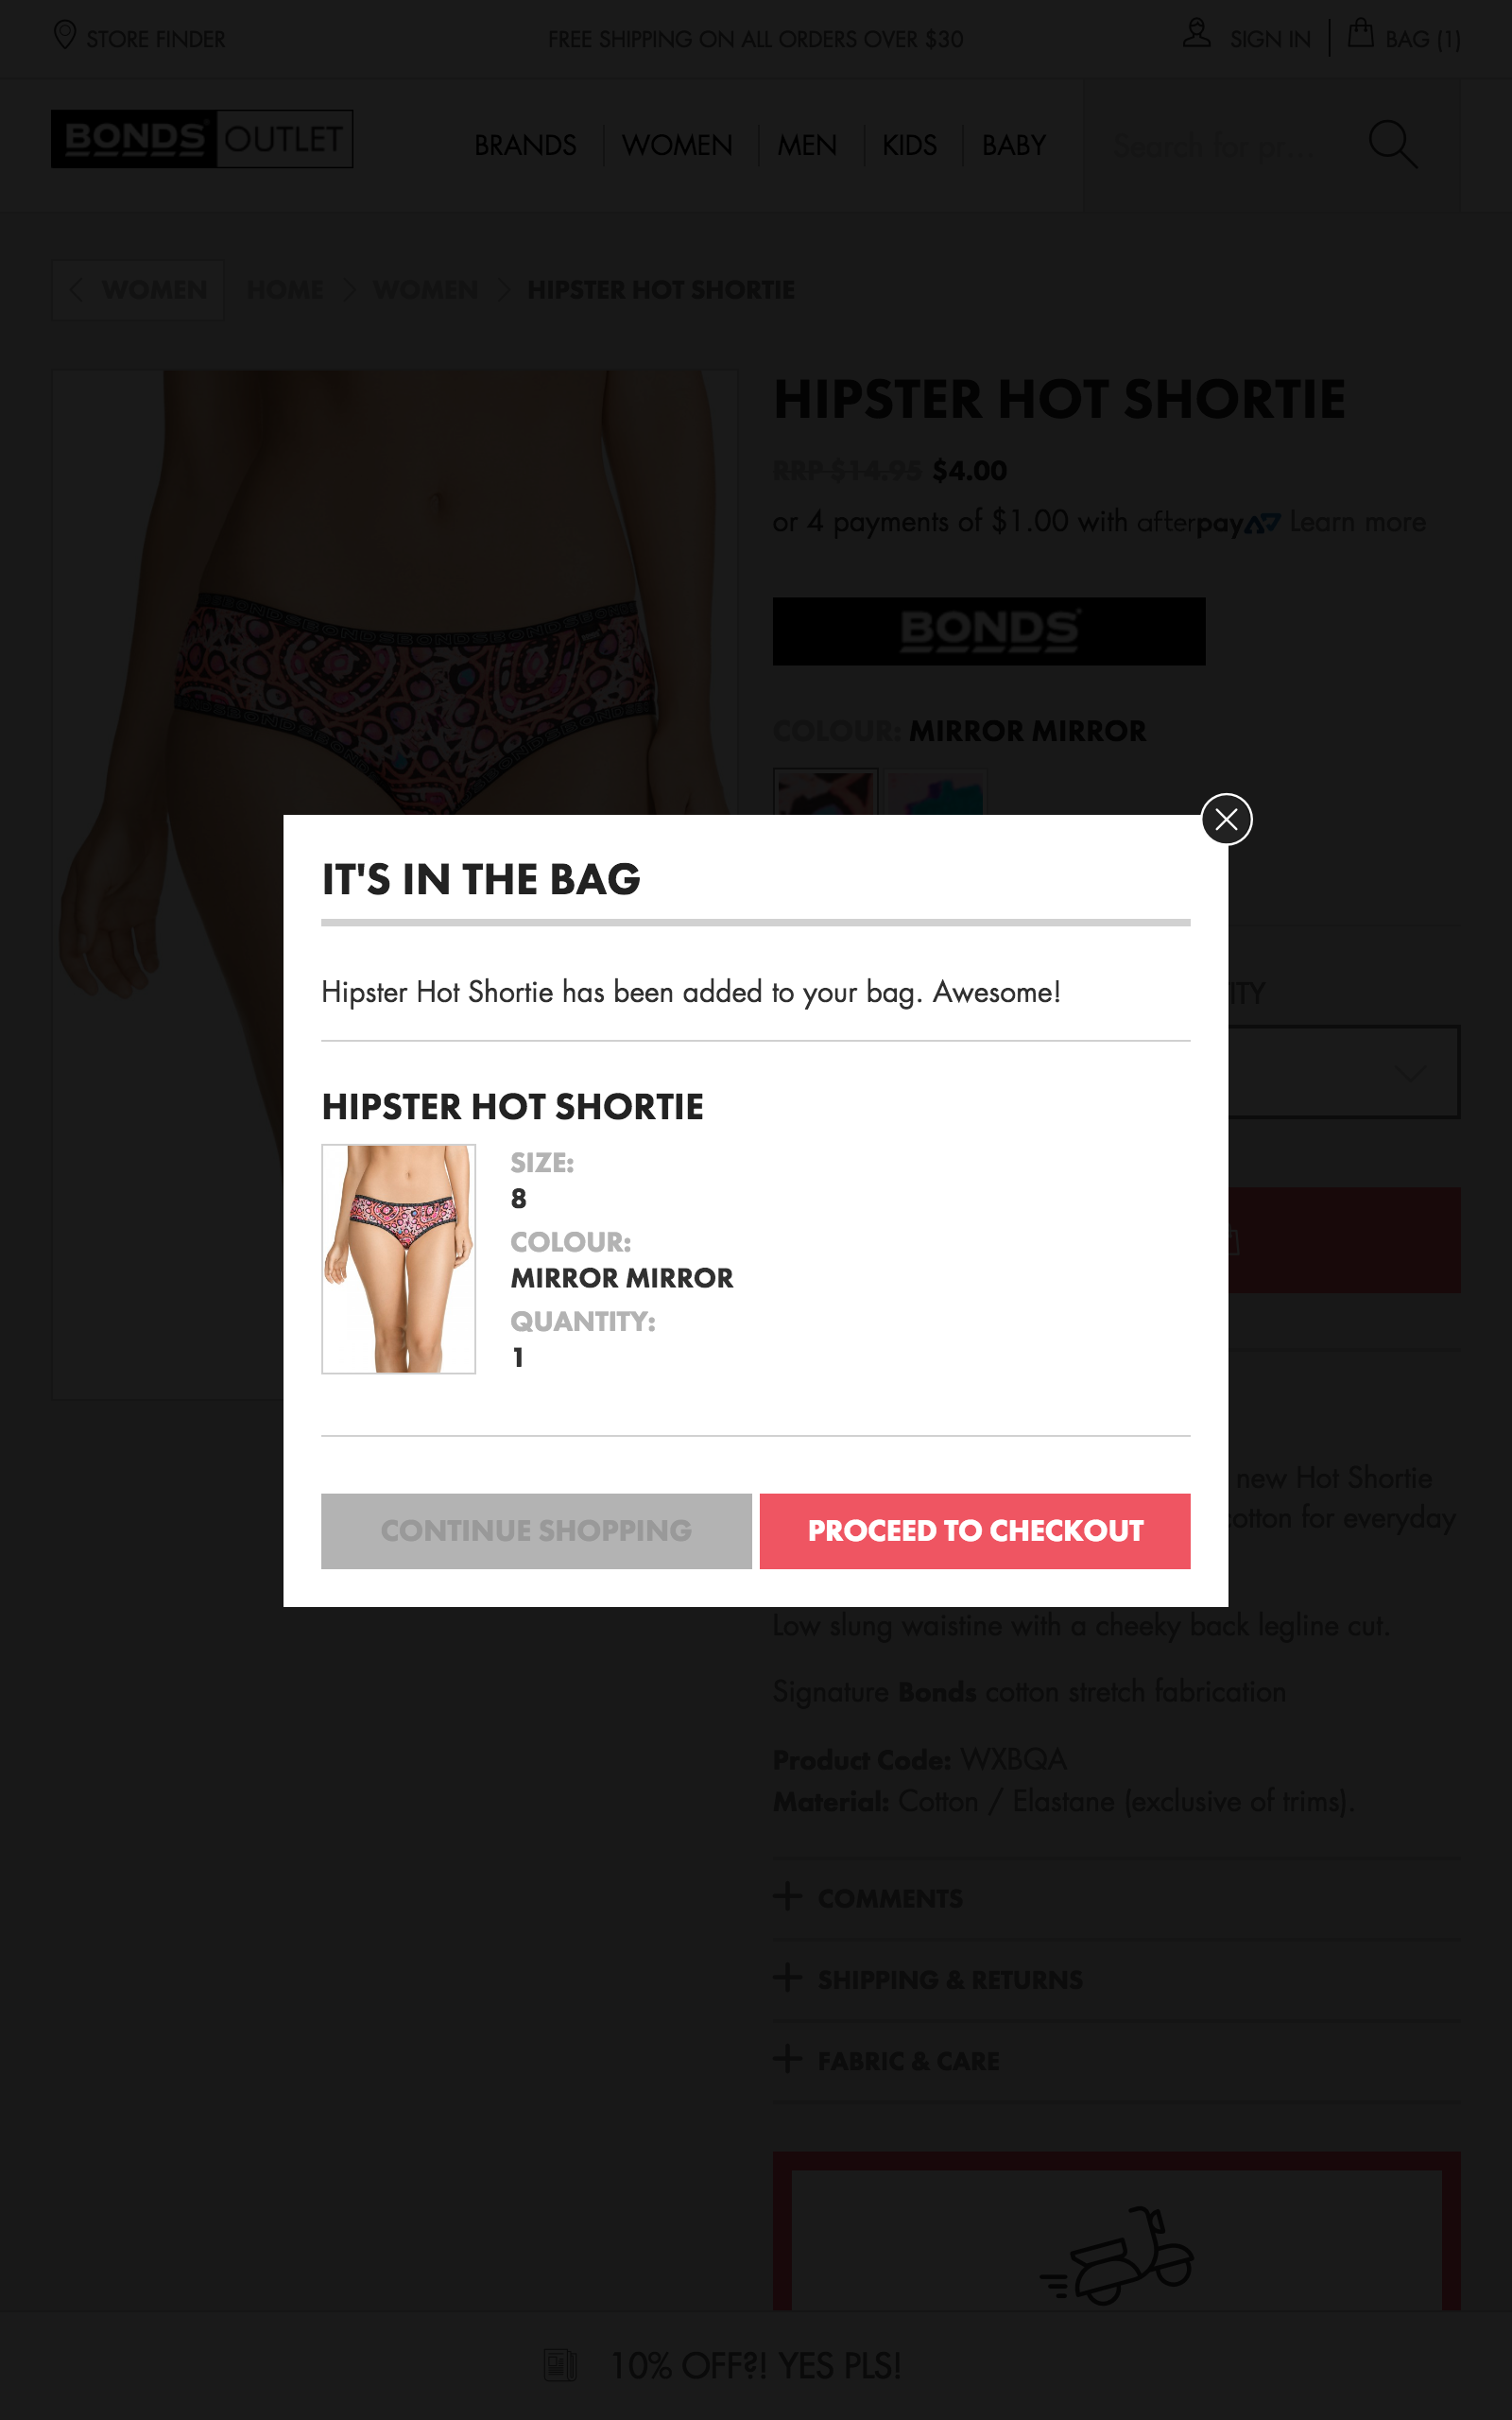 STORE FINDER
FREE SHIPPING ON ALL ORDERS OVER $30
SIGN IN
BAG (1)
BONDS OUTLET
BRANDS
WOMEN
MEN
KIDS
BABY
Search for pr...
WOMEN
HOME
WOMEN
HIPSTER HOT SHORTIE
HIPSTER HOT SHORTIE
RRP $14.95 $4.00
or 4 payments of $1.00 with afterpay Learn more
BONDS
COLOUR: MIRROR MIRROR
IT'S IN THE BAG
Hipster Hot Shortie has been added to your bag. Awesome!
HIPSTER HOT SHORTIE
SIZE:
8
COLOUR:
MIRROR MIRROR
QUANTITY:
1
CONTINUE SHOPPING
PROCEED TO CHECKOUT
new Hot Shortie
for everyday
Low slung waistine with a cheeky back legline cut.
Signature Bonds cotton stretch fabrication
Product Code: WXBQA
Material: Cotton / Elastane (exclusive of trims).
COMMENTS
SHIPPING & RETURNS
FABRIC & CARE
10% OFF?! YES PLS!